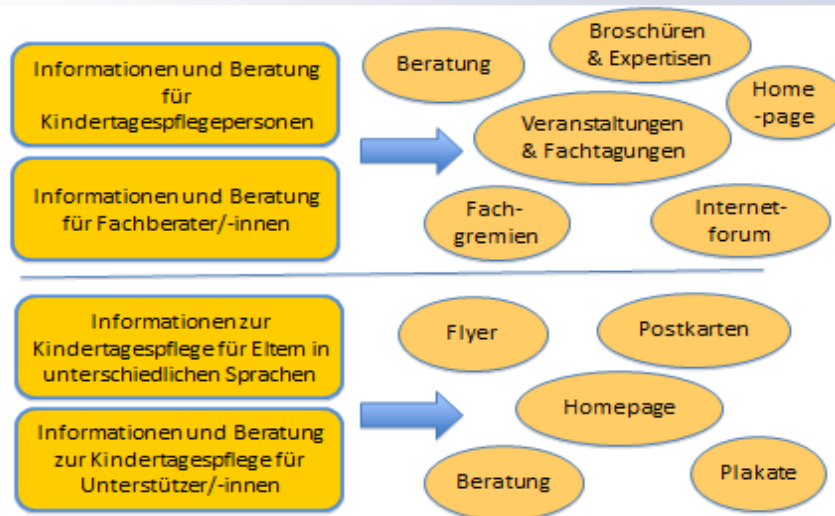 Informationen und Beratung
für
Kindertagespflegepersonen
Informationen und Beratung
für Fachberater/-innen
Beratung
Broschüren
& Expertisen
Home
-page
Veranstaltungen
& Fachtagungen
Fach-
gremien
Internet-
forum
Informationen zur
Kindertagespflege für Eltern in
unterschiedlichen Sprachen
Informationen und Beratung
zur Kindertagespflege für
Unterstützer/-innen
Flyer
Postkarten
Homepage
Beratung
Plakate